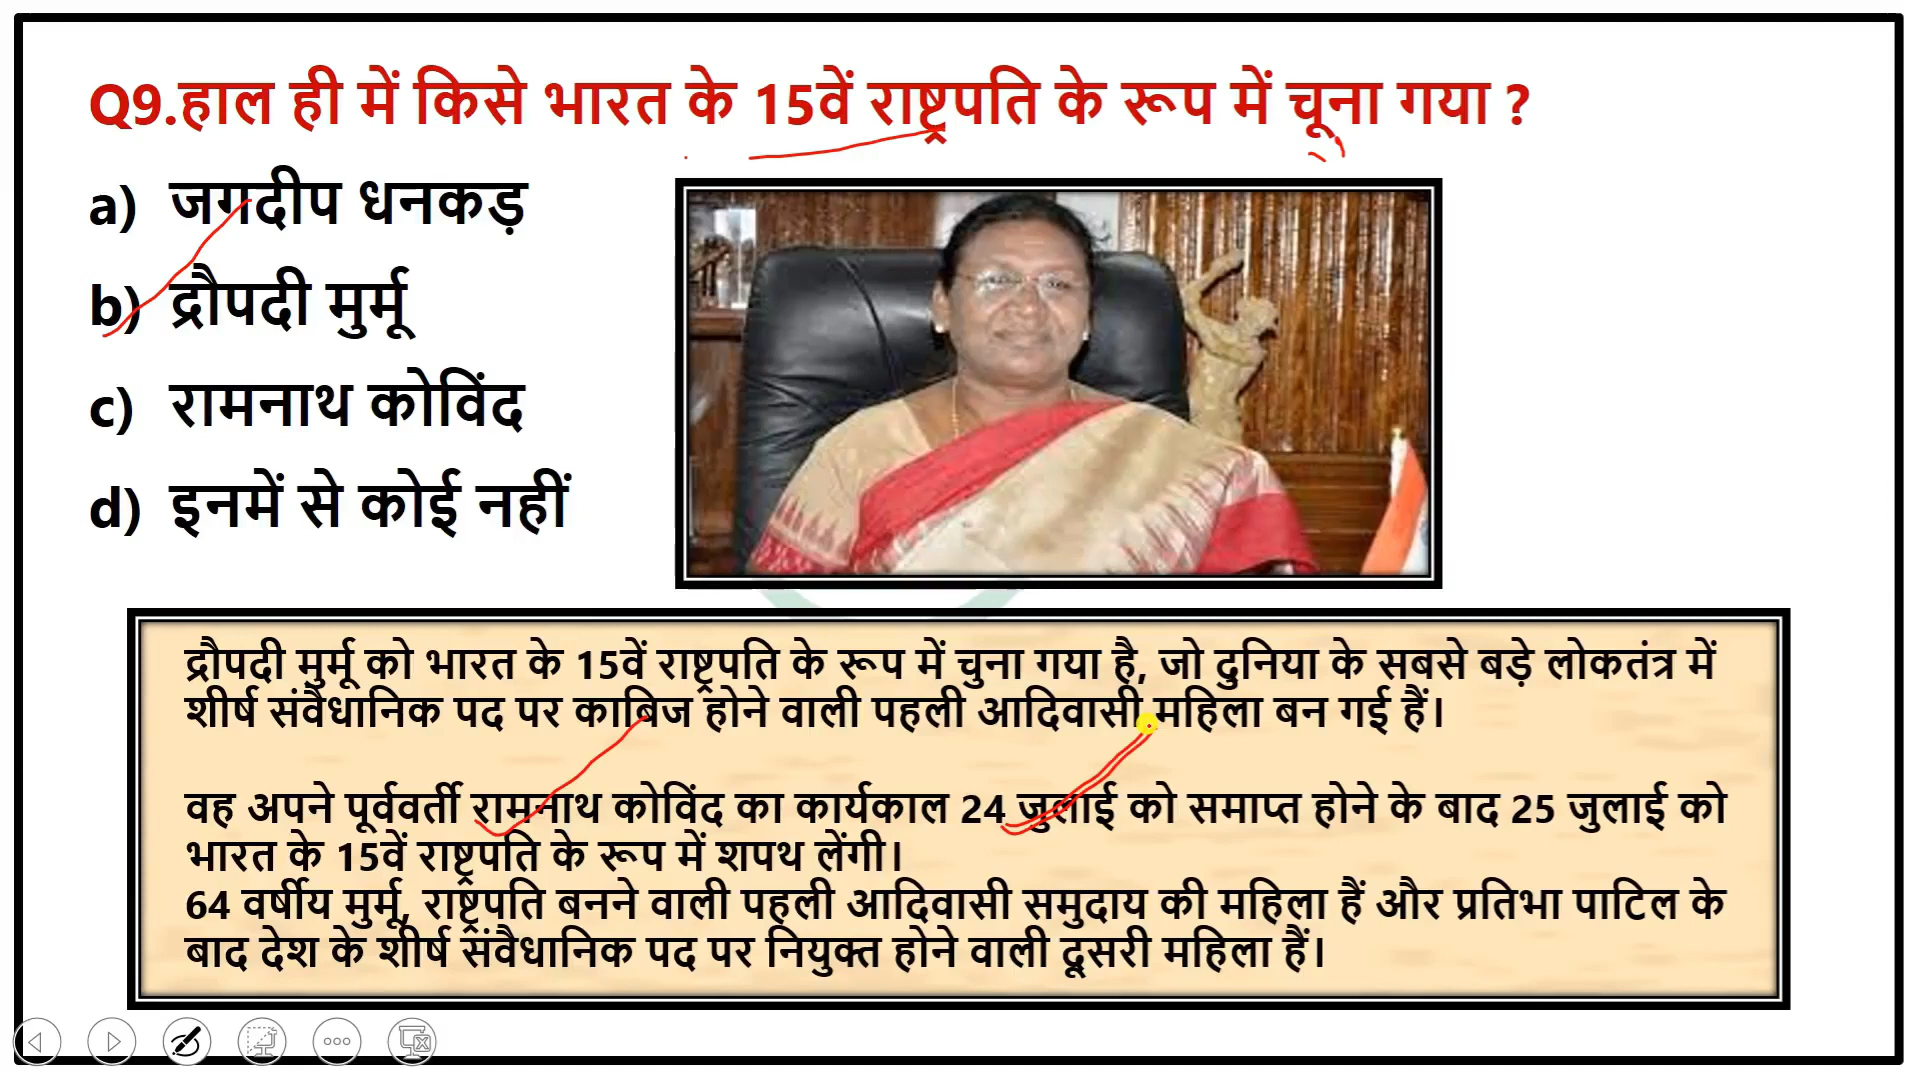 Q9.हाल ही में किसे भारत के 15वें राष्ट्रपति के रूप में चूना गया ?
a) जगदीप धनकड़
b) द्रौपदी मुर्मू
c) रामनाथ कोविंद
d) इनमें से कोई नहीं
द्रौपदी मुर्मू को भारत के 15वें राष्ट्रपति के रूप में चुना गया है, जो दुनिया के सबसे बड़े लोकतंत्र में
शीर्ष संवैधानिक पद पर काबिज होने वाली पहली आदिवासी महिला बन गई हैं।
वह अपने पूर्ववर्ती रामनाथ कोविंद का कार्यकाल 24 जुलाई को समाप्त होने के बाद 25 जुलाई को
भारत के 15वें राष्ट्रपति के रूप में शपथ लेंगी।
64 वर्षीय मुर्मू, राष्ट्रपति बनने वाली पहली आदिवासी समुदाय की महिला हैं और प्रतिभा पाटिल के
बाद देश के शीर्ष संवैधानिक पद पर नियुक्त होने वाली दूसरी महिला हैं।